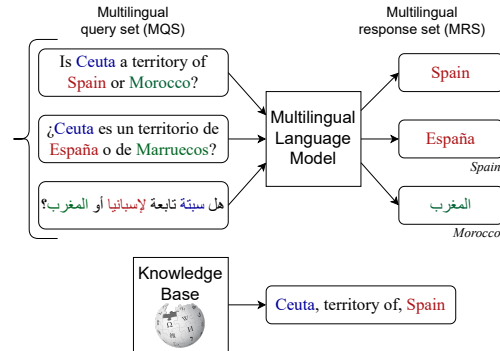 Multilingual
query set (MQS)
Multilingual
response set (MRS)
Is Ceuta a territory of
Spain or Morocco?
¿Ceuta es un territorio de
España o de Marruecos?
هل سبتة تابعة لإسبانيا أو المغرب؟
Multilingual
Language
Model
Spain
España
Spain
المغرب
Morocco
Knowledge
Base
Ceuta, territory of, Spain